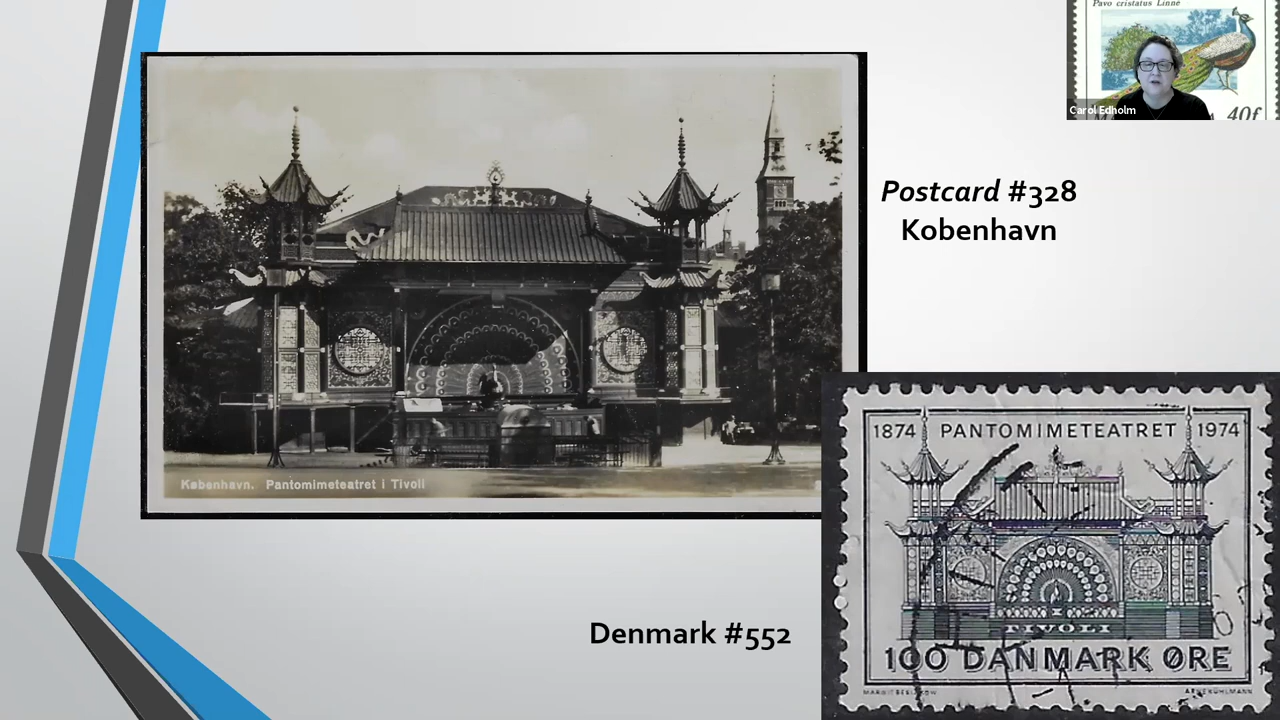 Pavo cristatus Linné
Carol Edholm
40f
Postcard #328
Kobenhavn
København. Pantomimeteatret i Tivoli
1874 PANTOMIMETEATRET 1974
TIVOLI
100 DANMARK ØRE
Denmark #552